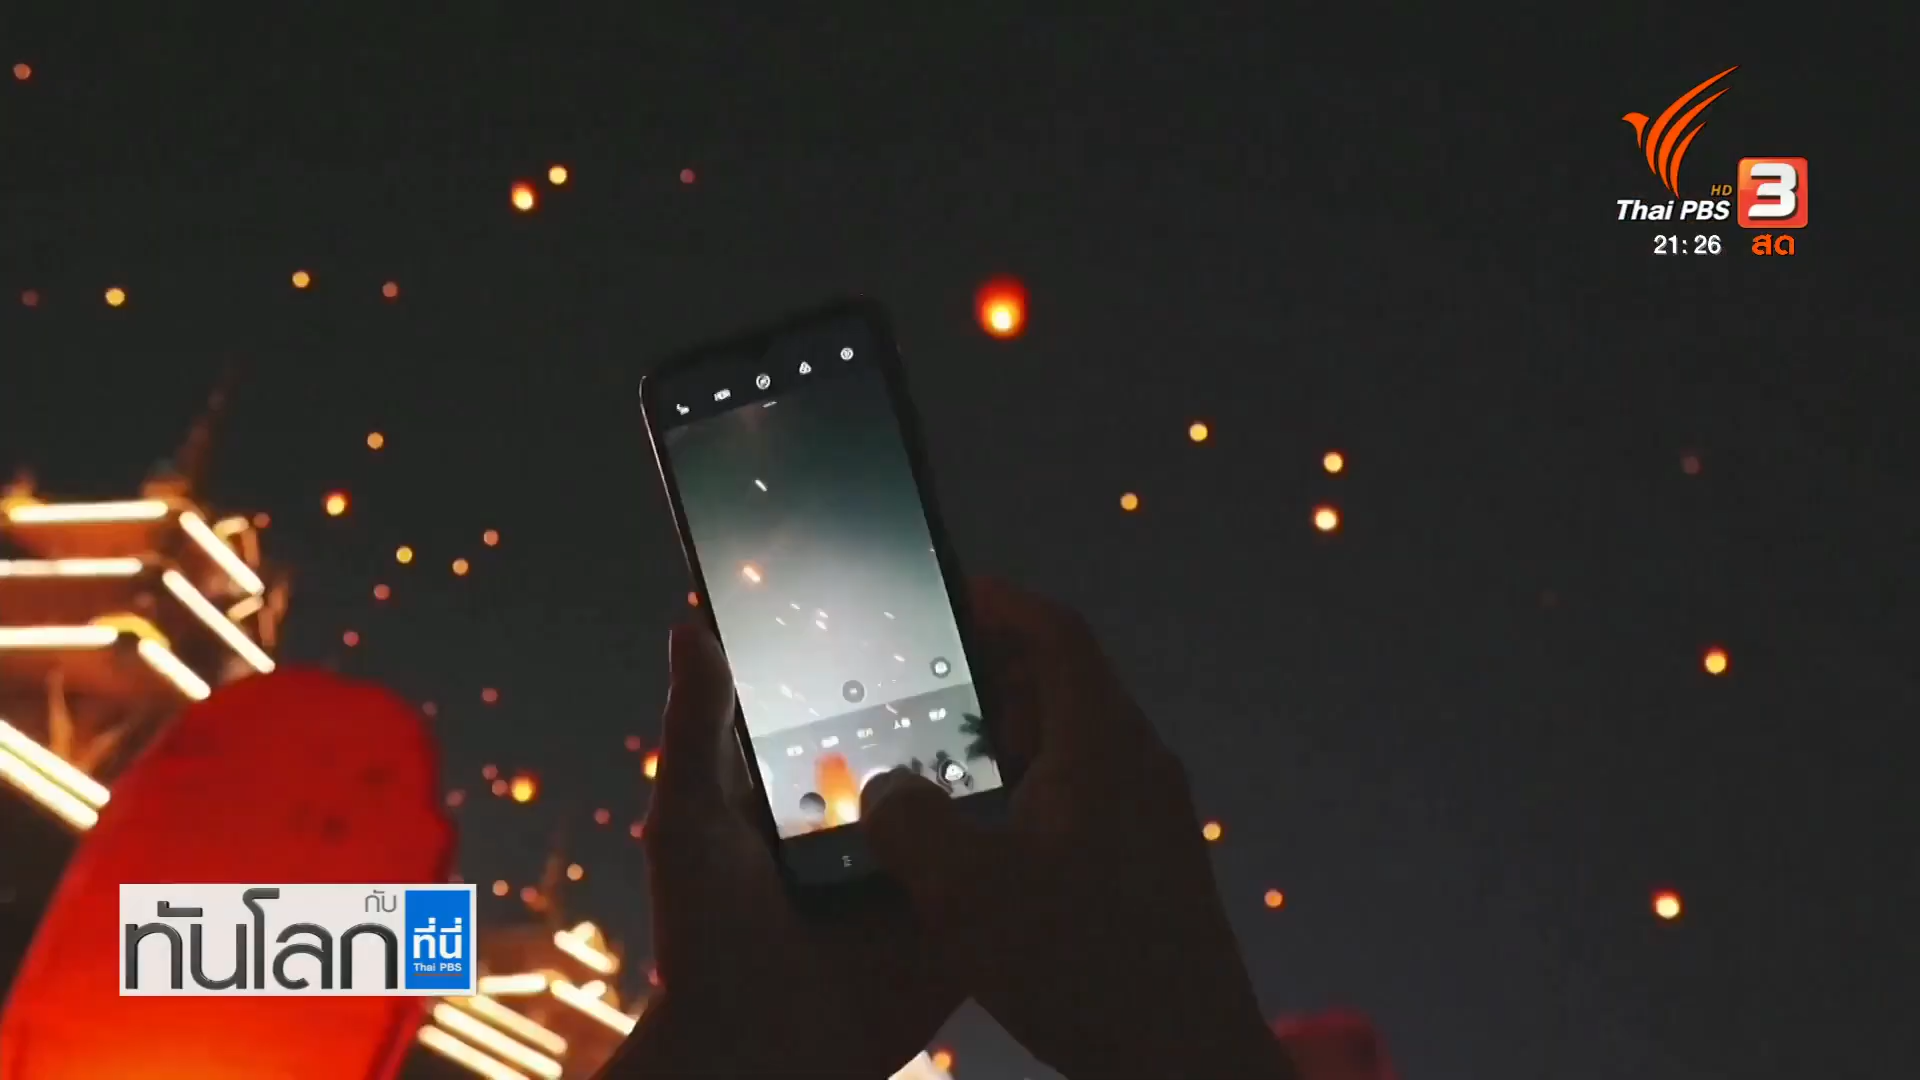 HD
Thai PBS 3
21:26 สด
กับ
ทันโลก
ที่นี่
Thai PBS